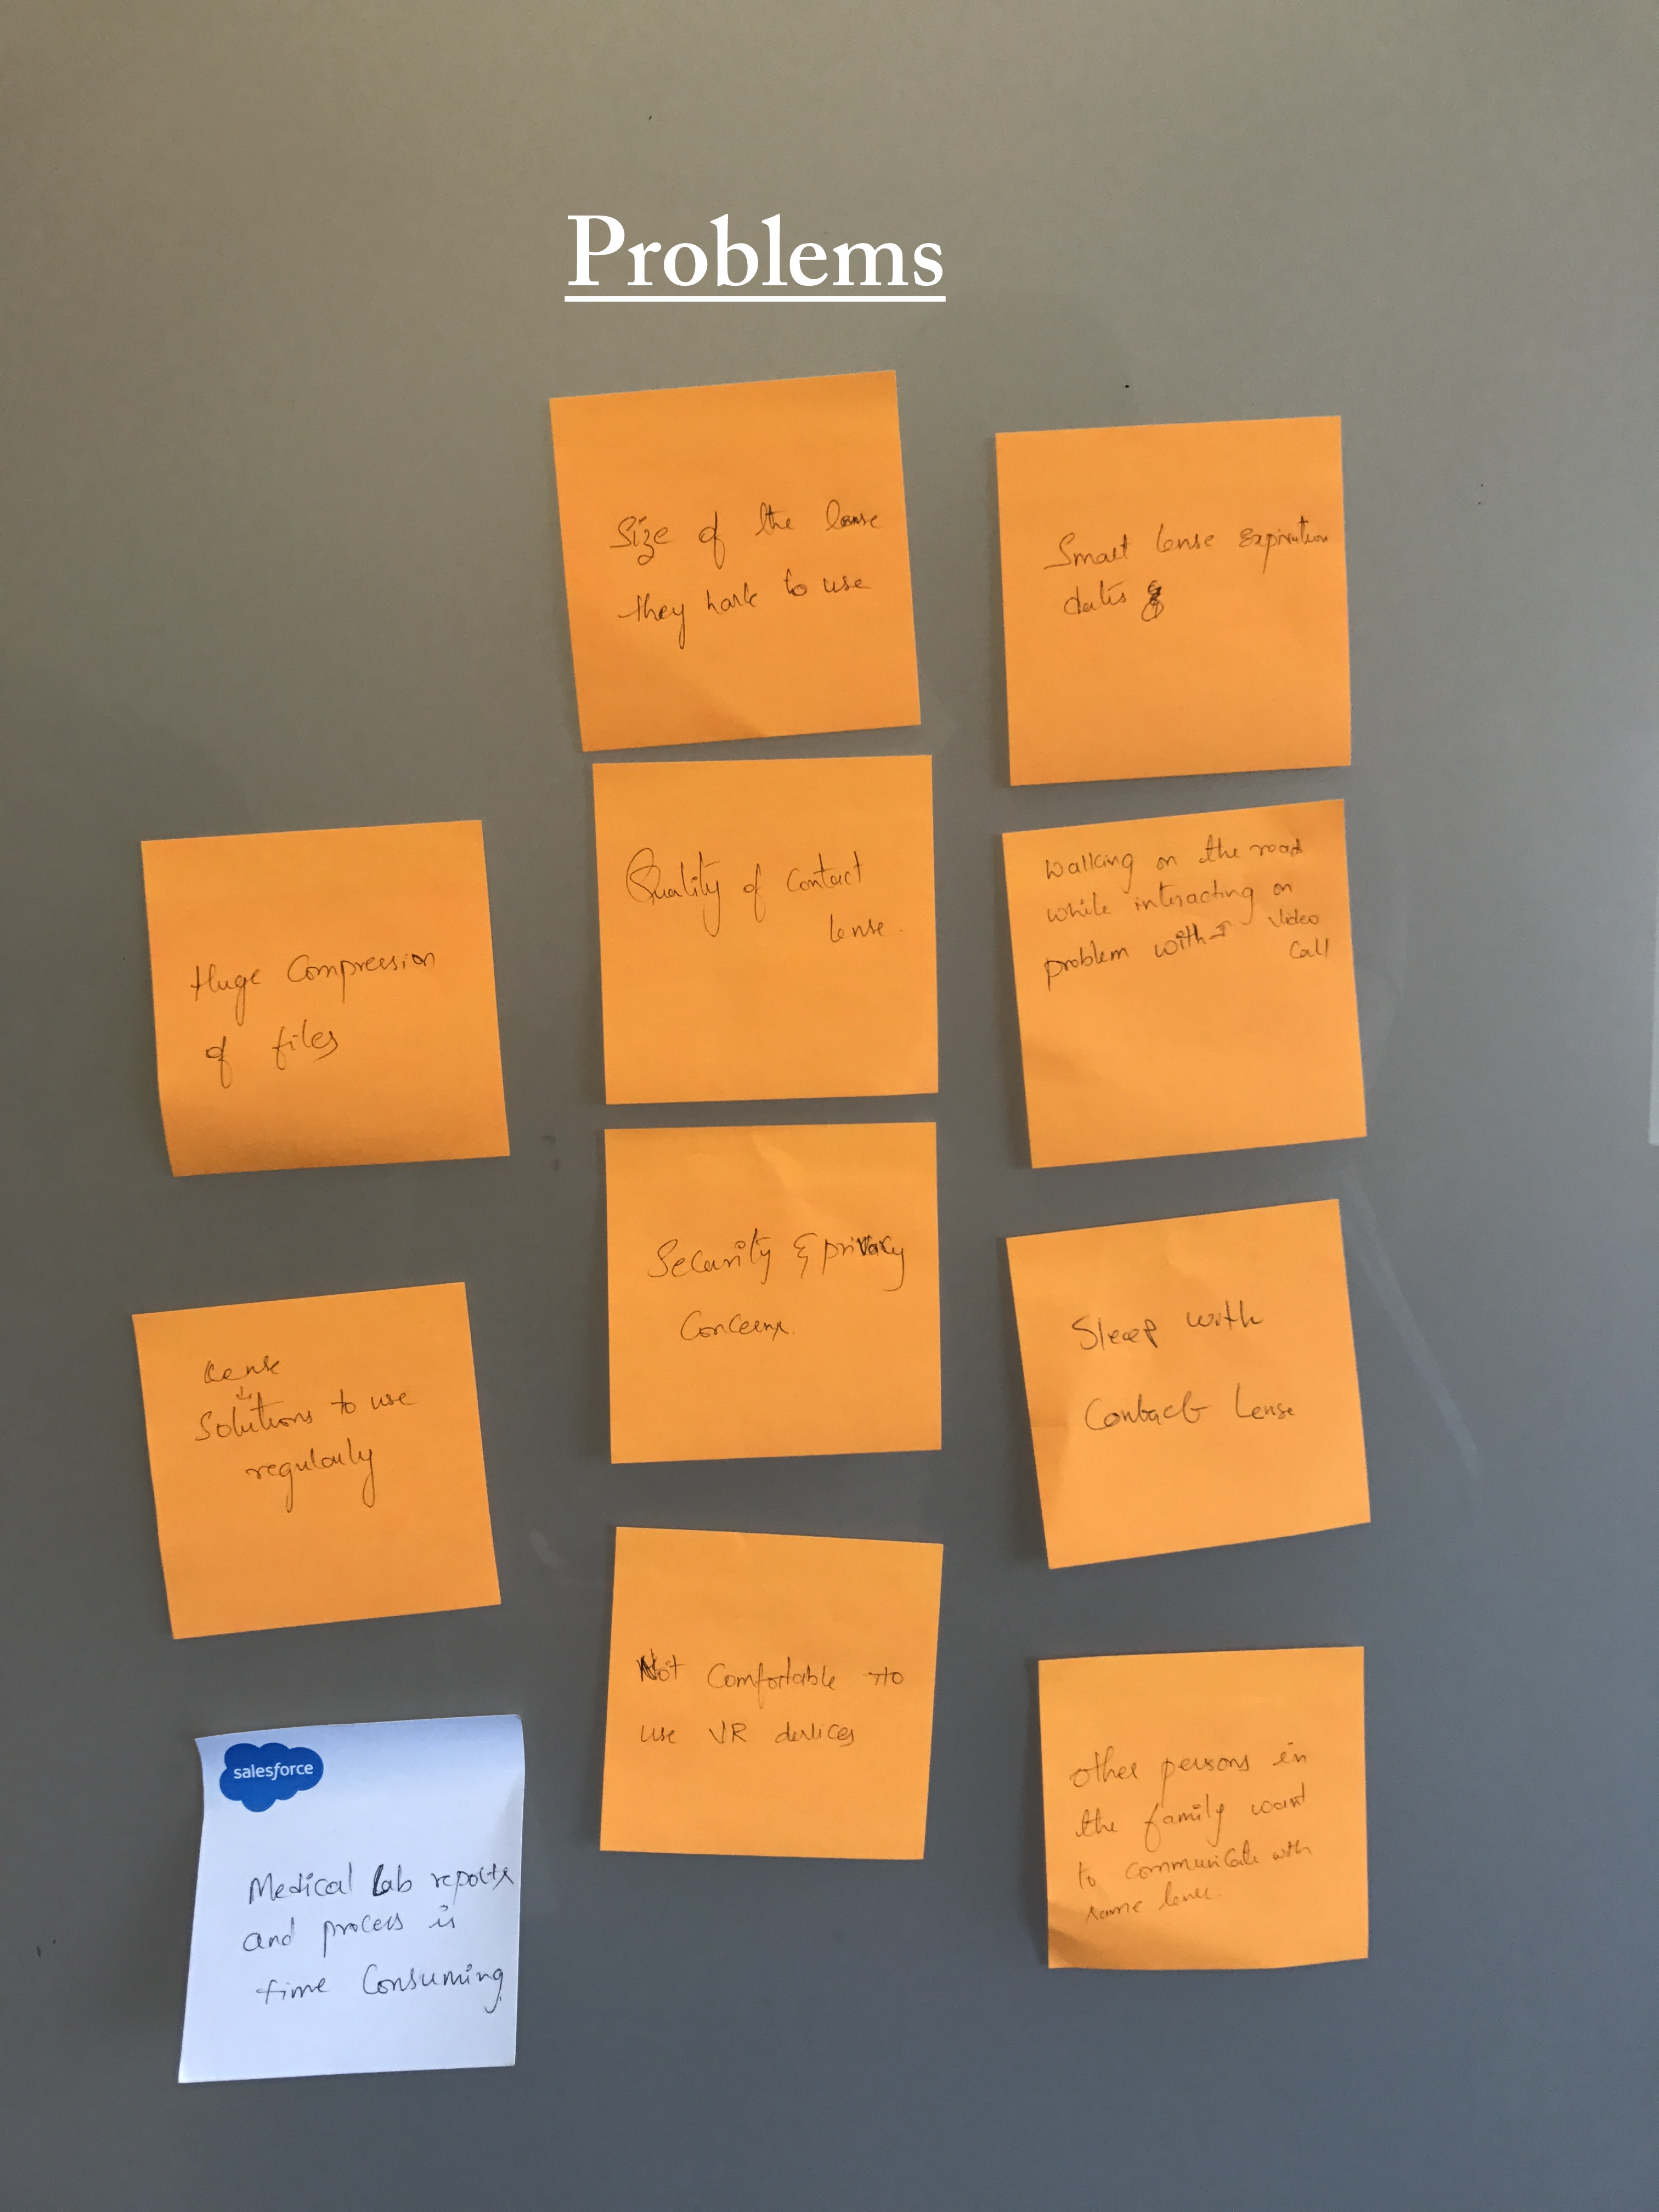 Problems
Size of the lense
they hark to use
Smart lense Expiration
dates
Huge Compression
of files
Quality of Contact
lense.
walking on the road
while interacting on
problem with video
call
Security & privacy
Concerns.
lense
Solutions to use
regularly
Sleep with
Contact Lense
Not Comfortable to
use VR devices
other persons in
the family want
to communicate with
same
salesforce
Medical Lab reports
and process is
time Consuming